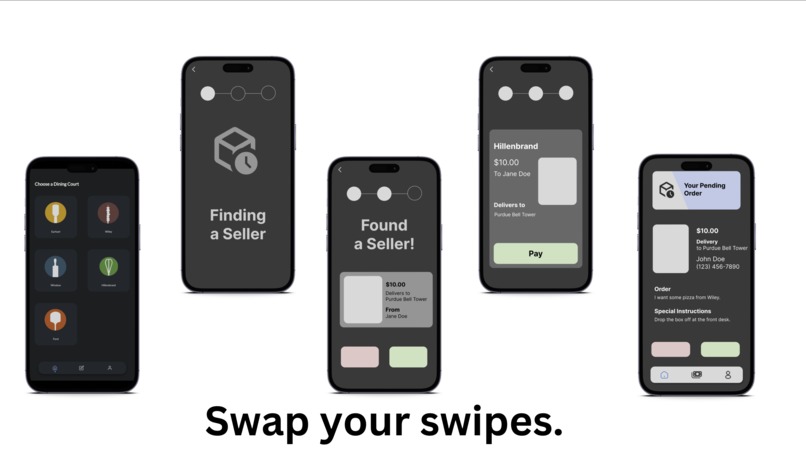 Choose a Dining Court
Wiley
Windsor
Hillenbrand
Finding
a Seller
Found
a Seller!
$10.00
Delivers to
Purdue Bell Tower
From
Jane Doe
Hillenbrand
$10.00
To Jane Doe
Delivers to
Purdue Bell Tower
Pay
Your Pending
Order
$10.00
Delivery
to Purdue Bell Tower
John Doe
(123) 456-7890
Order
I want some pizza from Wiley.
Special Instructions
Drop the box off at the front desk.
Swap your swipes.